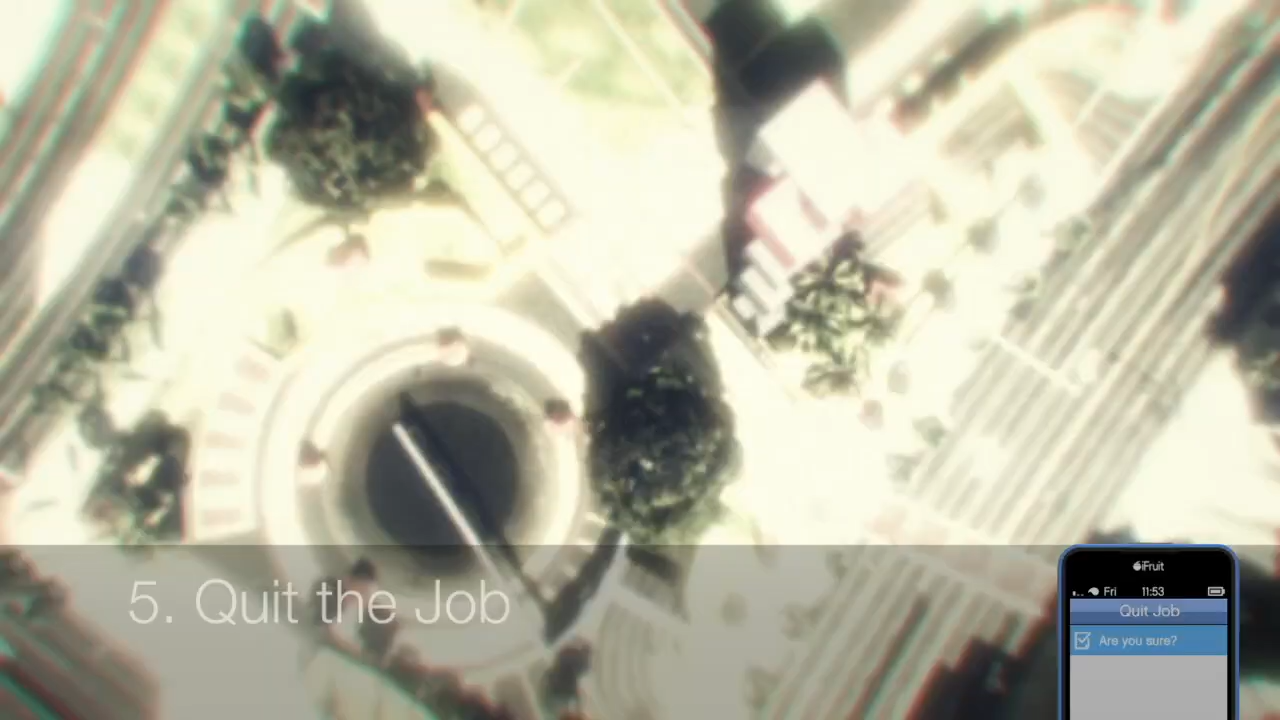 5. Quit the Job
iFruit
Fri 11:53
Quit Job
Are you sure?